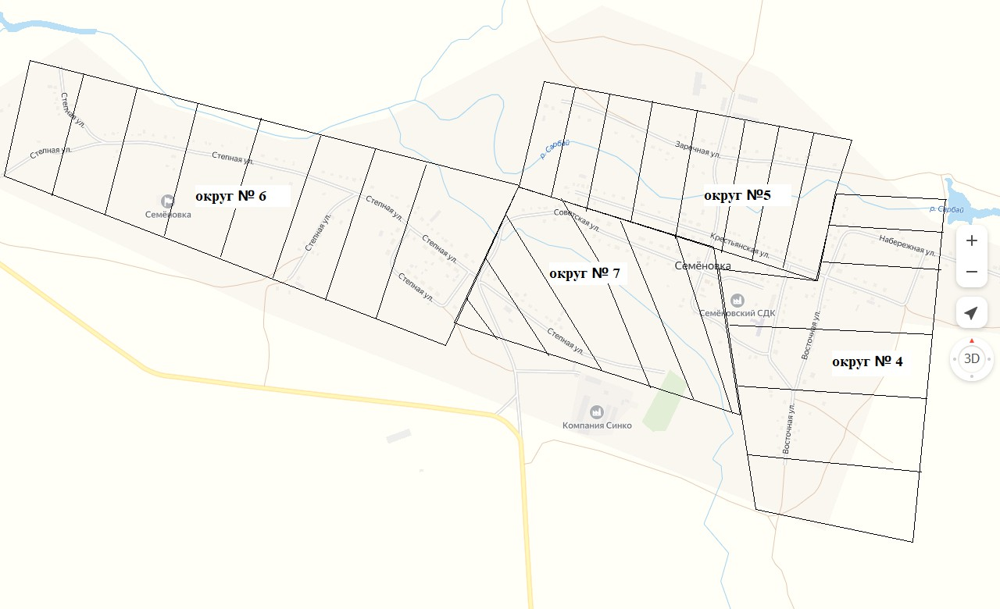 Степная ул.
Степная ул.
Степная ул.
р. Сарбай
Заречная ул.
округ № 6
округ №5
Семёновка
Степная ул.
Степная ул.
Советская ул.
р. Сарбай
Степная ул.
Крестьянская ул.
Набережная ул.
Семёновка
округ № 7
Степная ул.
Семёновский СДК
Степная ул.
Восточная ул.
округ № 4
3D
Компания Синко
Восточная ул.